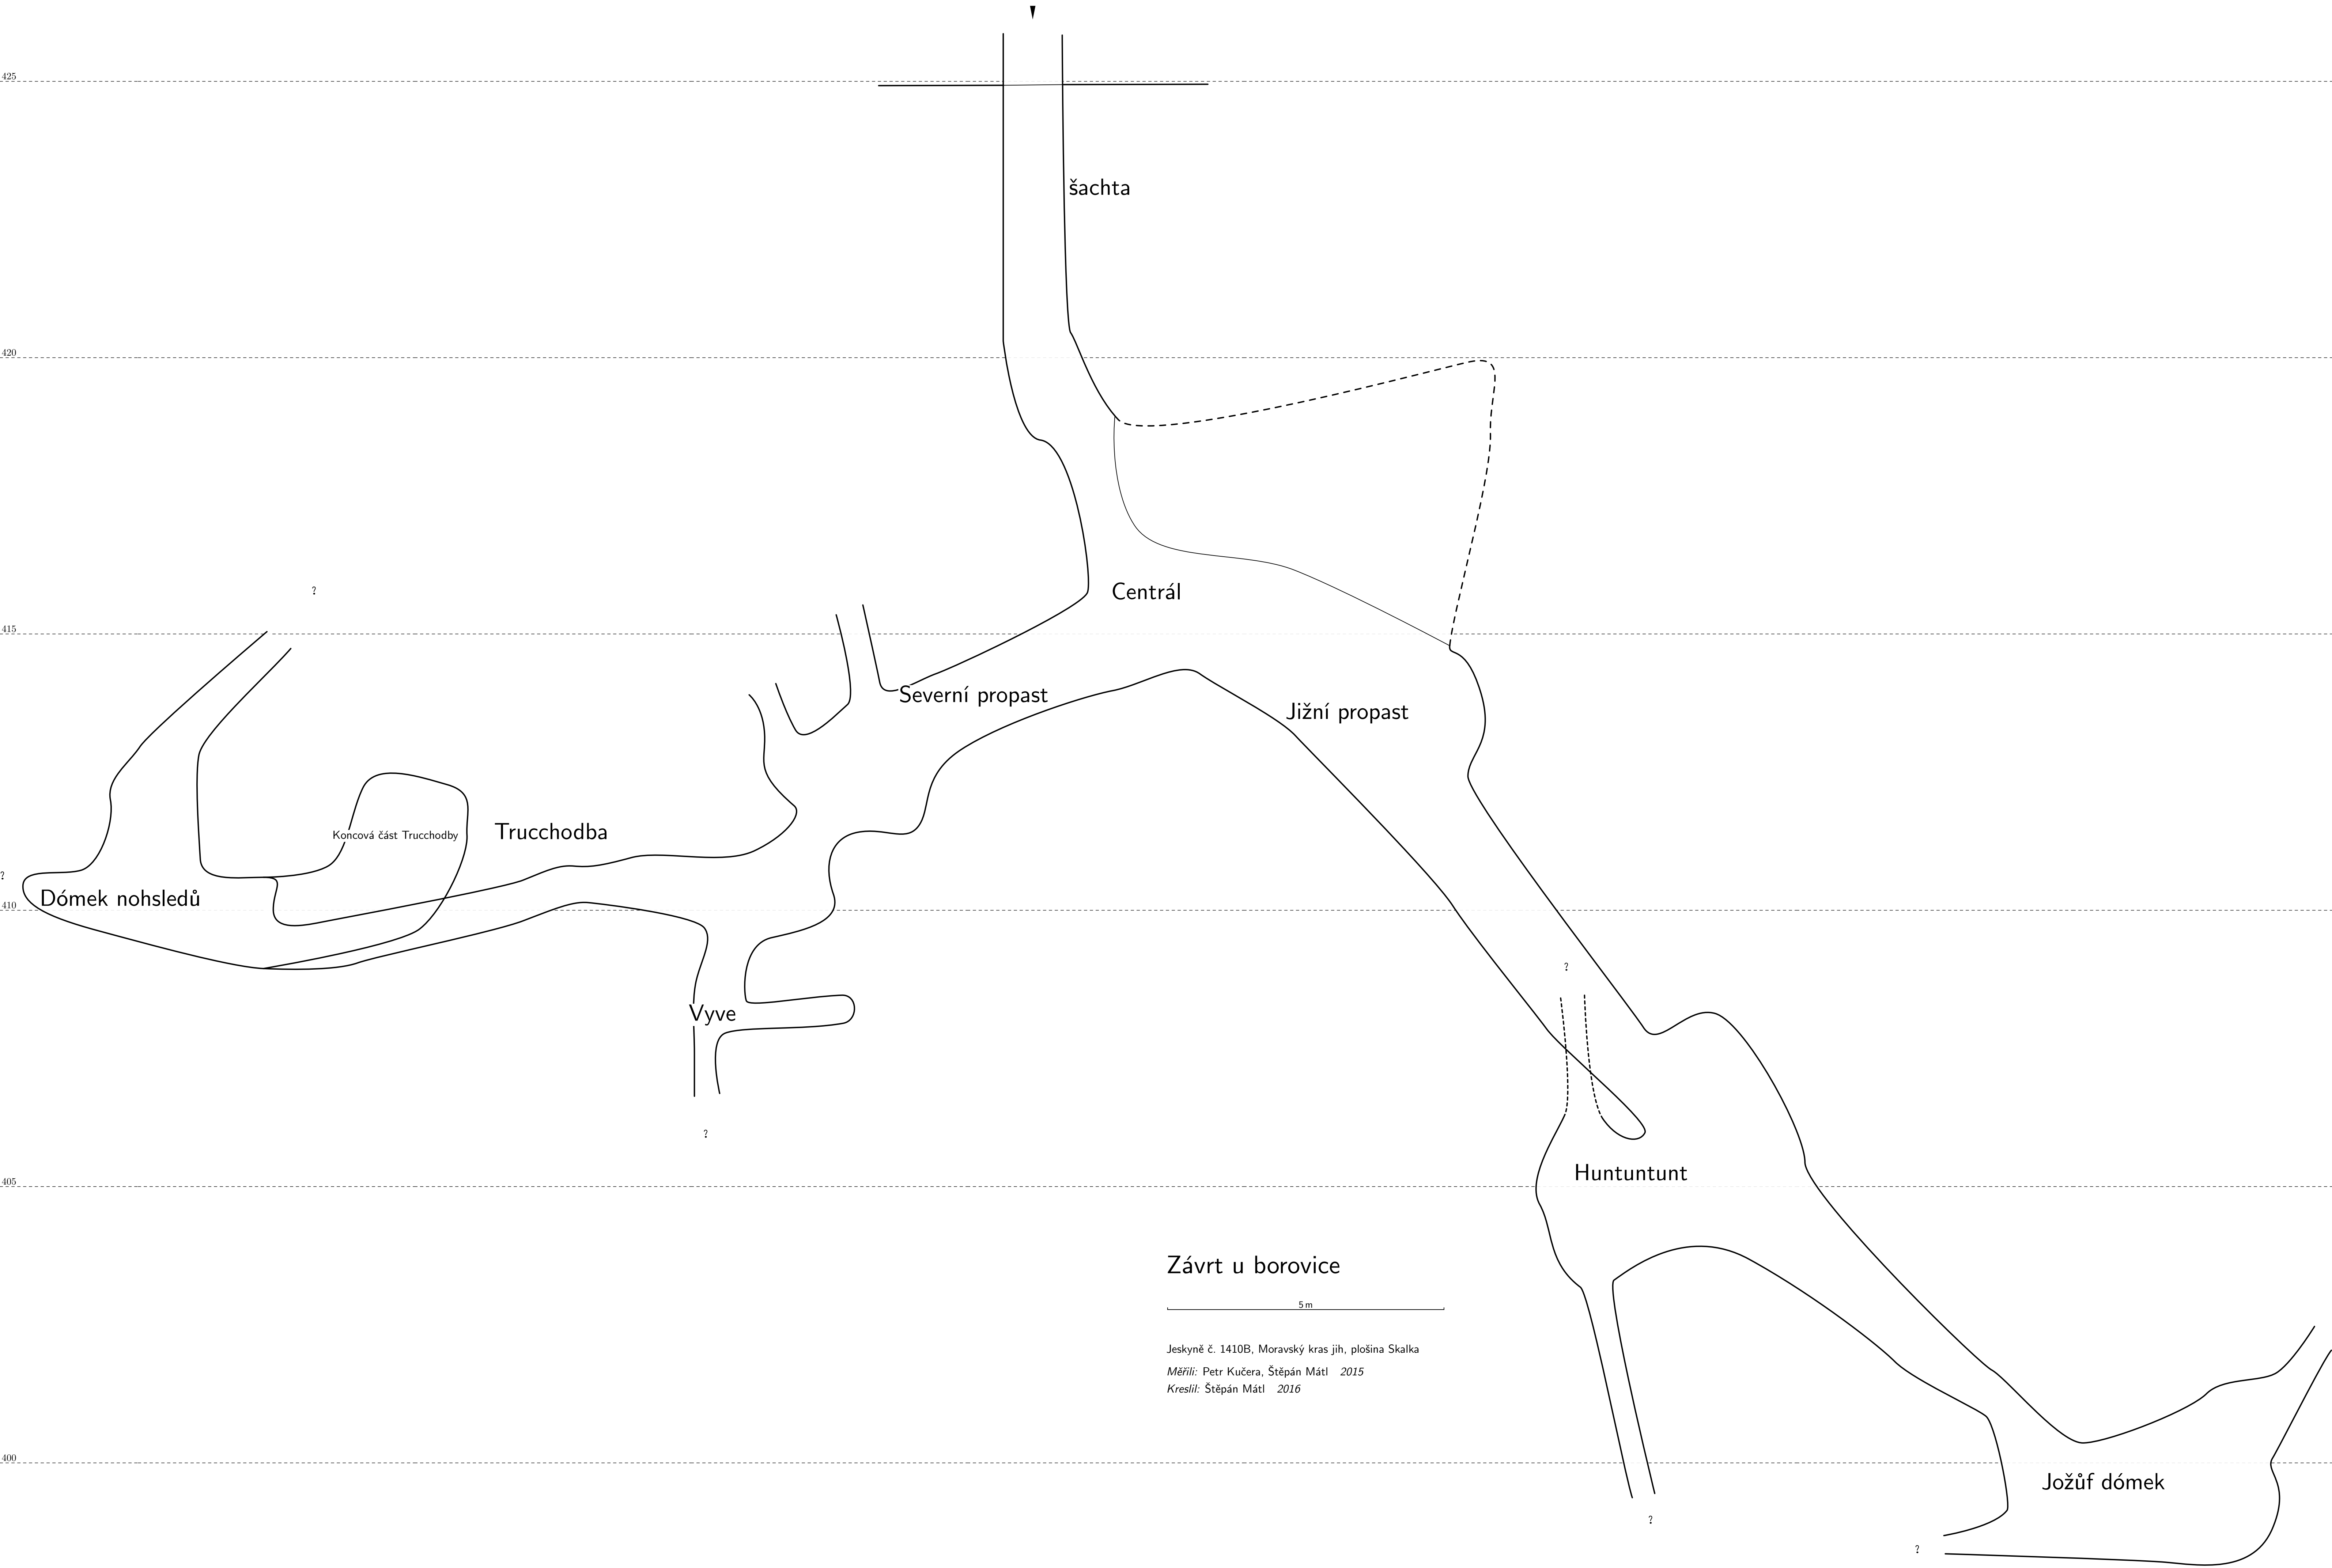 425
šachta
420
?
Centrál
415
Severní propast
Jižní propast
Koncová část Trucchodby
Trucchodba
?
Dómek nohsledů
410
?
Vyve
?
Huntuntunt
405
Závrt u borovice
5 m
Jeskyně č. 1410B, Moravský kras jih, plošina Skalka
Měřili: Petr Kučera, Štěpán Mátl 2015
Kreslil: Štěpán Mátl 2016
400
Jožůf dómek
?
?